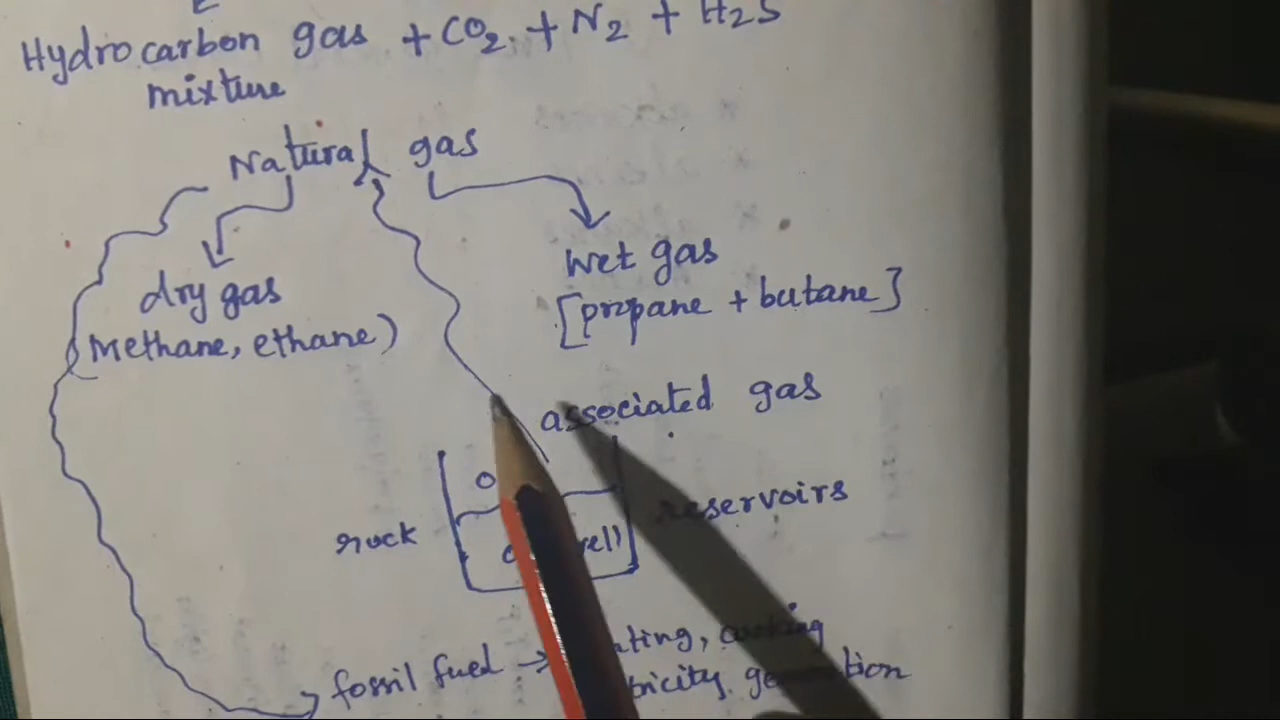 Hydrocarbon gas + CO2 + N2 + H2S
mixture
Natural gas
dry gas
(Methane, ethane)
wet gas
[propane + butane]
associated gas
rock
reservoirs
fossil fuel →